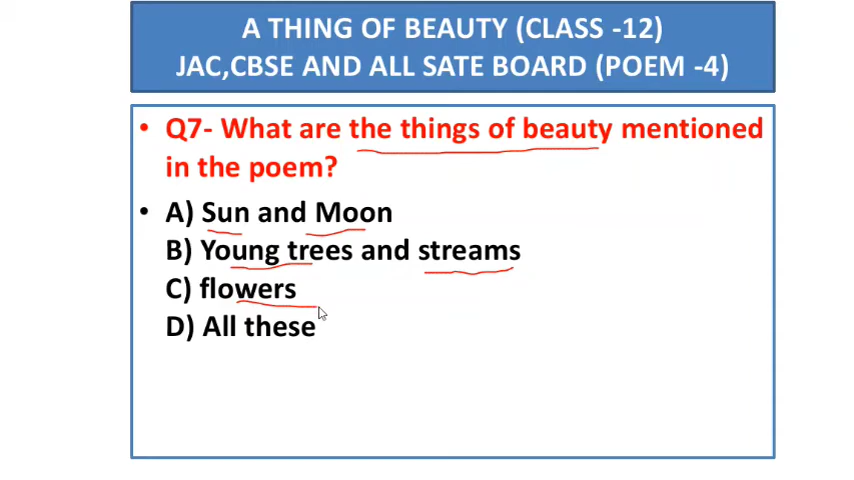 A THING OF BEAUTY (CLASS -12)
JAC,CBSE AND ALL SATE BOARD (POEM -4)
• Q7- What are the things of beauty mentioned
in the poem?
• A) Sun and Moon
B) Young trees and streams
C) flowers
D) All these